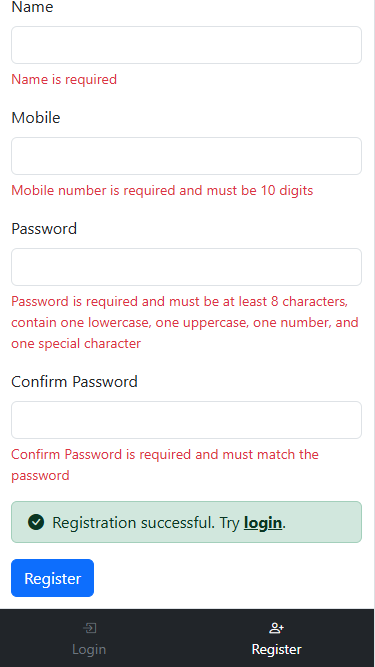 Name
Name is required
Mobile
Mobile number is required and must be 10 digits
Password
Password is required and must be at least 8 characters,
contain one lowercase, one uppercase, one number, and
one special character
Confirm Password
Confirm Password is required and must match the
password
Registration successful. Try login.
Register
Login
Register